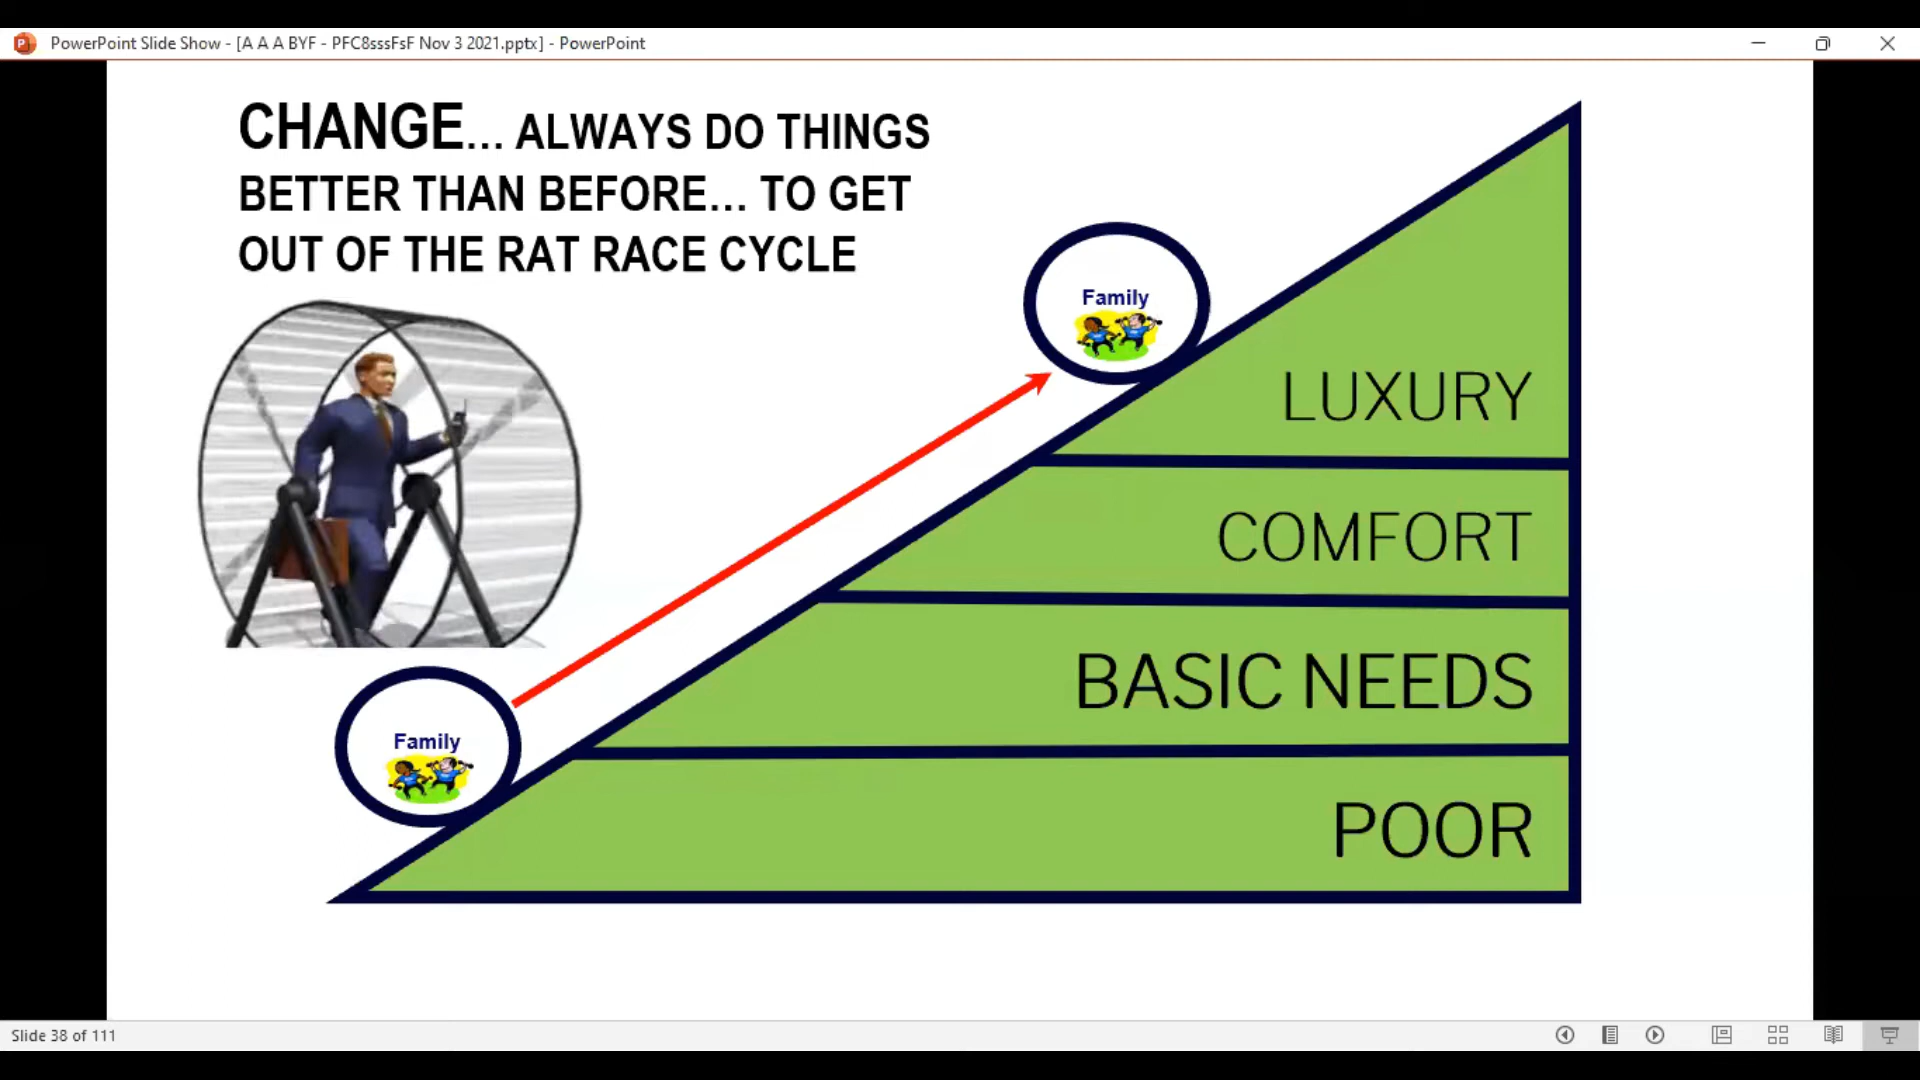 PowerPoint Slide Show - [A A A BYF - PFC8sssFsF Nov 3 2021.pptx] - PowerPoint
CHANGE... ALWAYS DO THINGS
BETTER THAN BEFORE... TO GET
OUT OF THE RAT RACE CYCLE
Family
LUXURY
COMFORT
BASIC NEEDS
Family
POOR
Slide 38 of 111